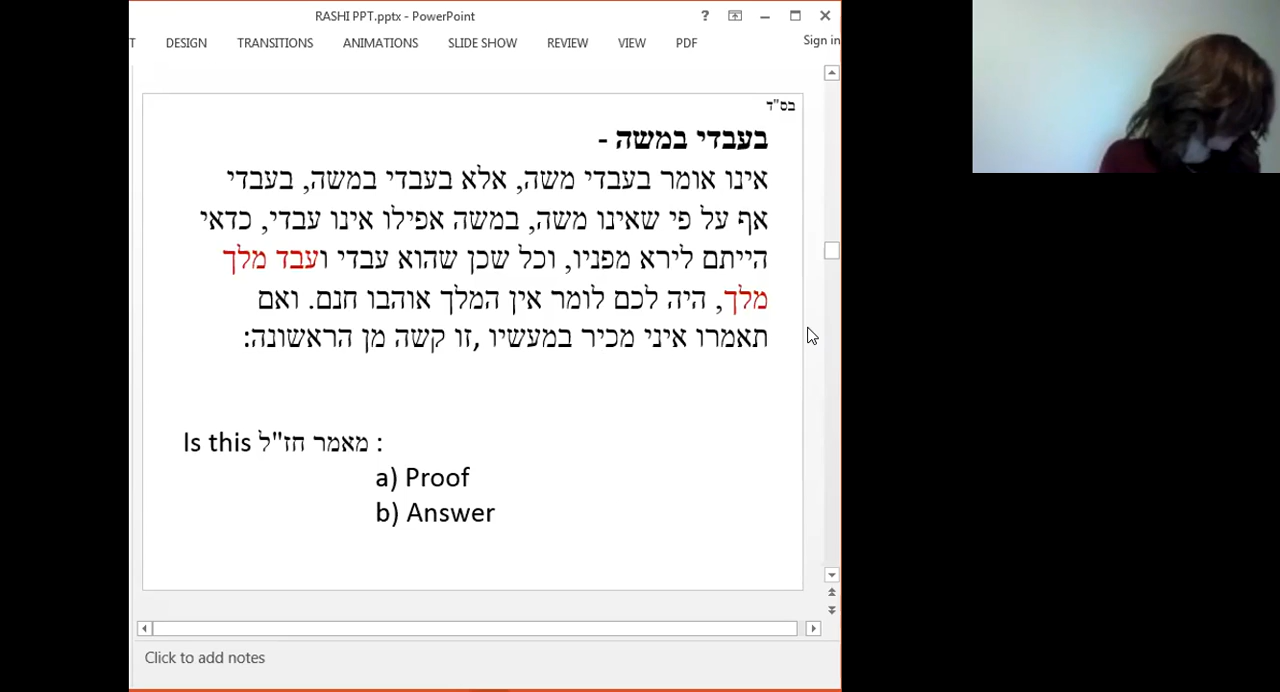 RASHI PPT.pptx - PowerPoint
?
T DESIGN TRANSITIONS ANIMATIONS SLIDE SHOW REVIEW VIEW PDF Sign in
בס"ד
בעבדי במשה -
אינו אומר בעבדי משה, אלא בעבדי במשה, בעבדי
אף על פי שאינו משה, במשה אפילו אינו עבדי, כדאי
הייתם לירא מפניו, וכל שכן שהוא עבדי ועבד מלך
מלך, היה לכם לומר אין המלך אוהבו חנם. ואם
תאמרו איני מכיר במעשיו ,זו קשה מן הראשונה:
Is this מאמר חז"ל :
a) Proof
b) Answer
Click to add notes